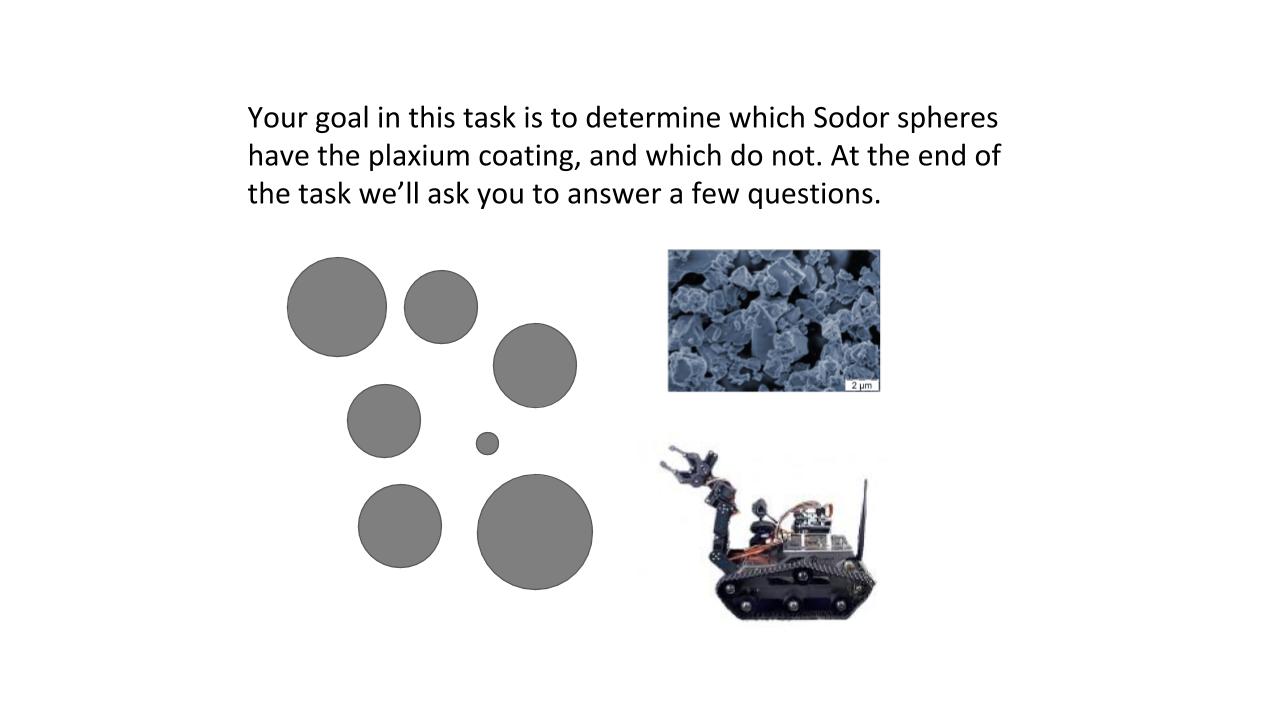 Your goal in this task is to determine which Sodor spheres
have the plaxium coating, and which do not. At the end of
the task we’ll ask you to answer a few questions.
2 µm